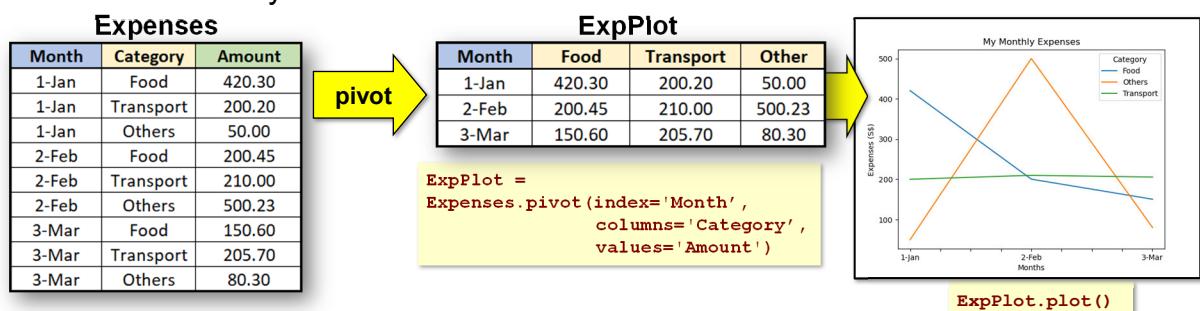 Expenses
Month Category Amount
1-Jan Food 420.30
1-Jan Transport 200.20
1-Jan Others 50.00
2-Feb Food 200.45
2-Feb Transport 210.00
2-Feb Others 500.23
3-Mar Food 150.60
3-Mar Transport 205.70
3-Mar Others 80.30
pivot
ExpPlot
Month Food Transport Other
1-Jan 420.30 200.20 50.00
2-Feb 200.45 210.00 500.23
3-Mar 150.60 205.70 80.30
ExpPlot =
Expenses.pivot(index='Month’,
columns='Category’,
values='Amount')
My Monthly Expenses
Category
Food
Others
Transport
Expenses (S$)
500
400
300
200
100
1-Jan 2-Feb 3-Mar
Months
ExpPlot.plot()